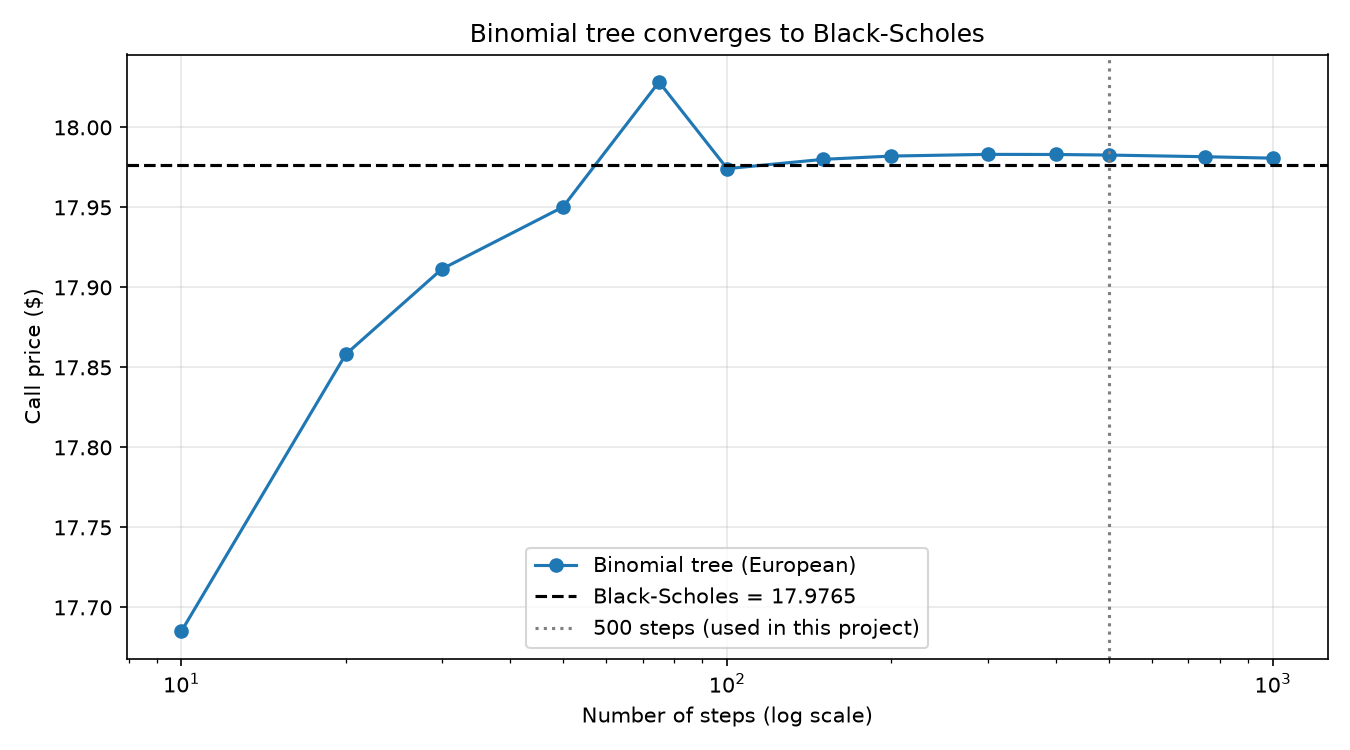 Binomial tree converges to Black-Scholes
Call price ($)
18.00
17.95
17.90
17.85
17.80
17.75
17.70
Binomial tree (European)
Black-Scholes = 17.9765
500 steps (used in this project)
10¹ 10² 10³
Number of steps (log scale)